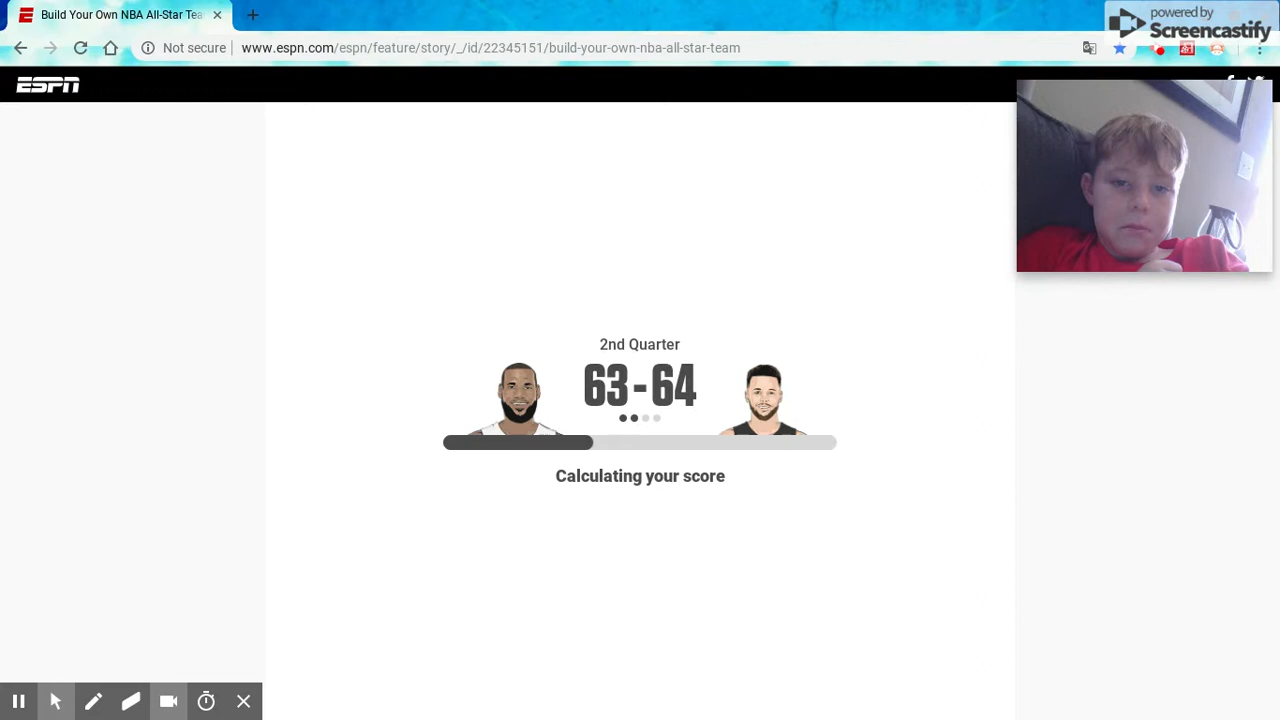 Build Your Own NBA All-Star Tea
powered by
Screencastify
Not secure
www.espn.com/espn/feature/story/_/id/22345151/build-your-own-nba-all-star-team
ESPN
2nd Quarter
63-64
Calculating your score